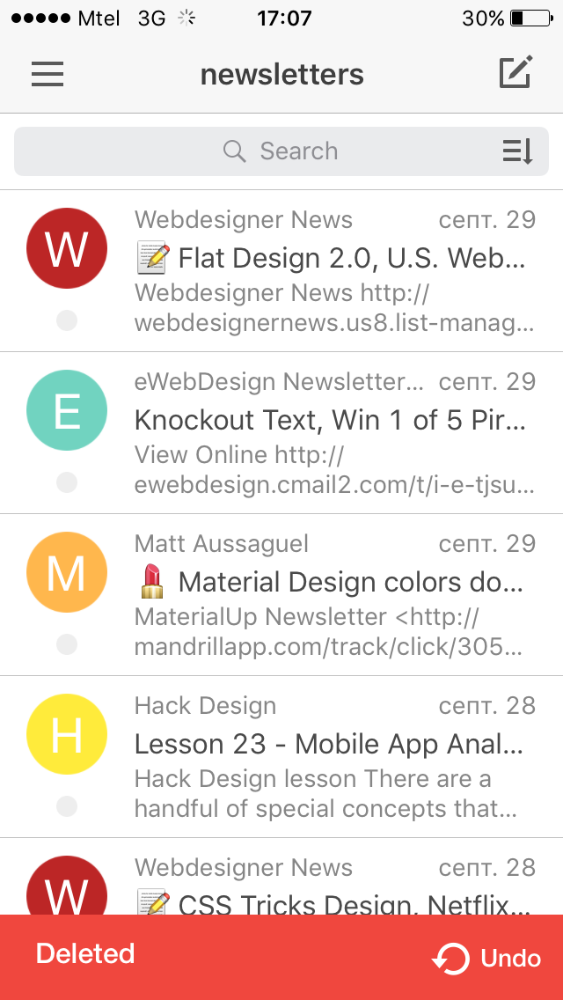 Mtel 3G 17:07 30%
newsletters
Search
W
Webdesigner News септ. 29
Flat Design 2.0, U.S. Web...
Webdesigner News http://
webdesignernews.us8.list-manag...
E
eWebDesign Newsletter... септ. 29
Knockout Text, Win 1 of 5 Pir...
View Online http://
ewebdesign.cmail2.com/t/i-e-tjsu...
M
Matt Aussaguel септ. 29
Material Design colors do...
MaterialUp Newsletter <http://
mandrillapp.com/track/click/305...
H
Hack Design септ. 28
Lesson 23 - Mobile App Anal...
Hack Design lesson There are a
handful of special concepts that...
W
Webdesigner News септ. 28
CSS Tricks Design, Netflix...
Deleted Undo